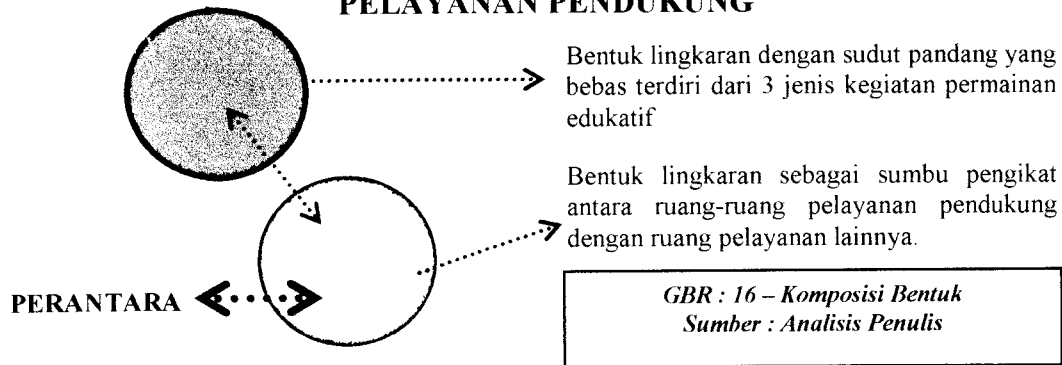 PELAYANAN PENDUKUNG
Bentuk lingkaran dengan sudut pandang yang
bebas terdiri dari 3 jenis kegiatan permainan
edukatif
Bentuk lingkaran sebagai sumbu pengikat
antara ruang-ruang pelayanan pendukung
dengan ruang pelayanan lainnya.
PERANTARA
GBR : 16 – Komposisi Bentuk
Sumber : Analisis Penulis